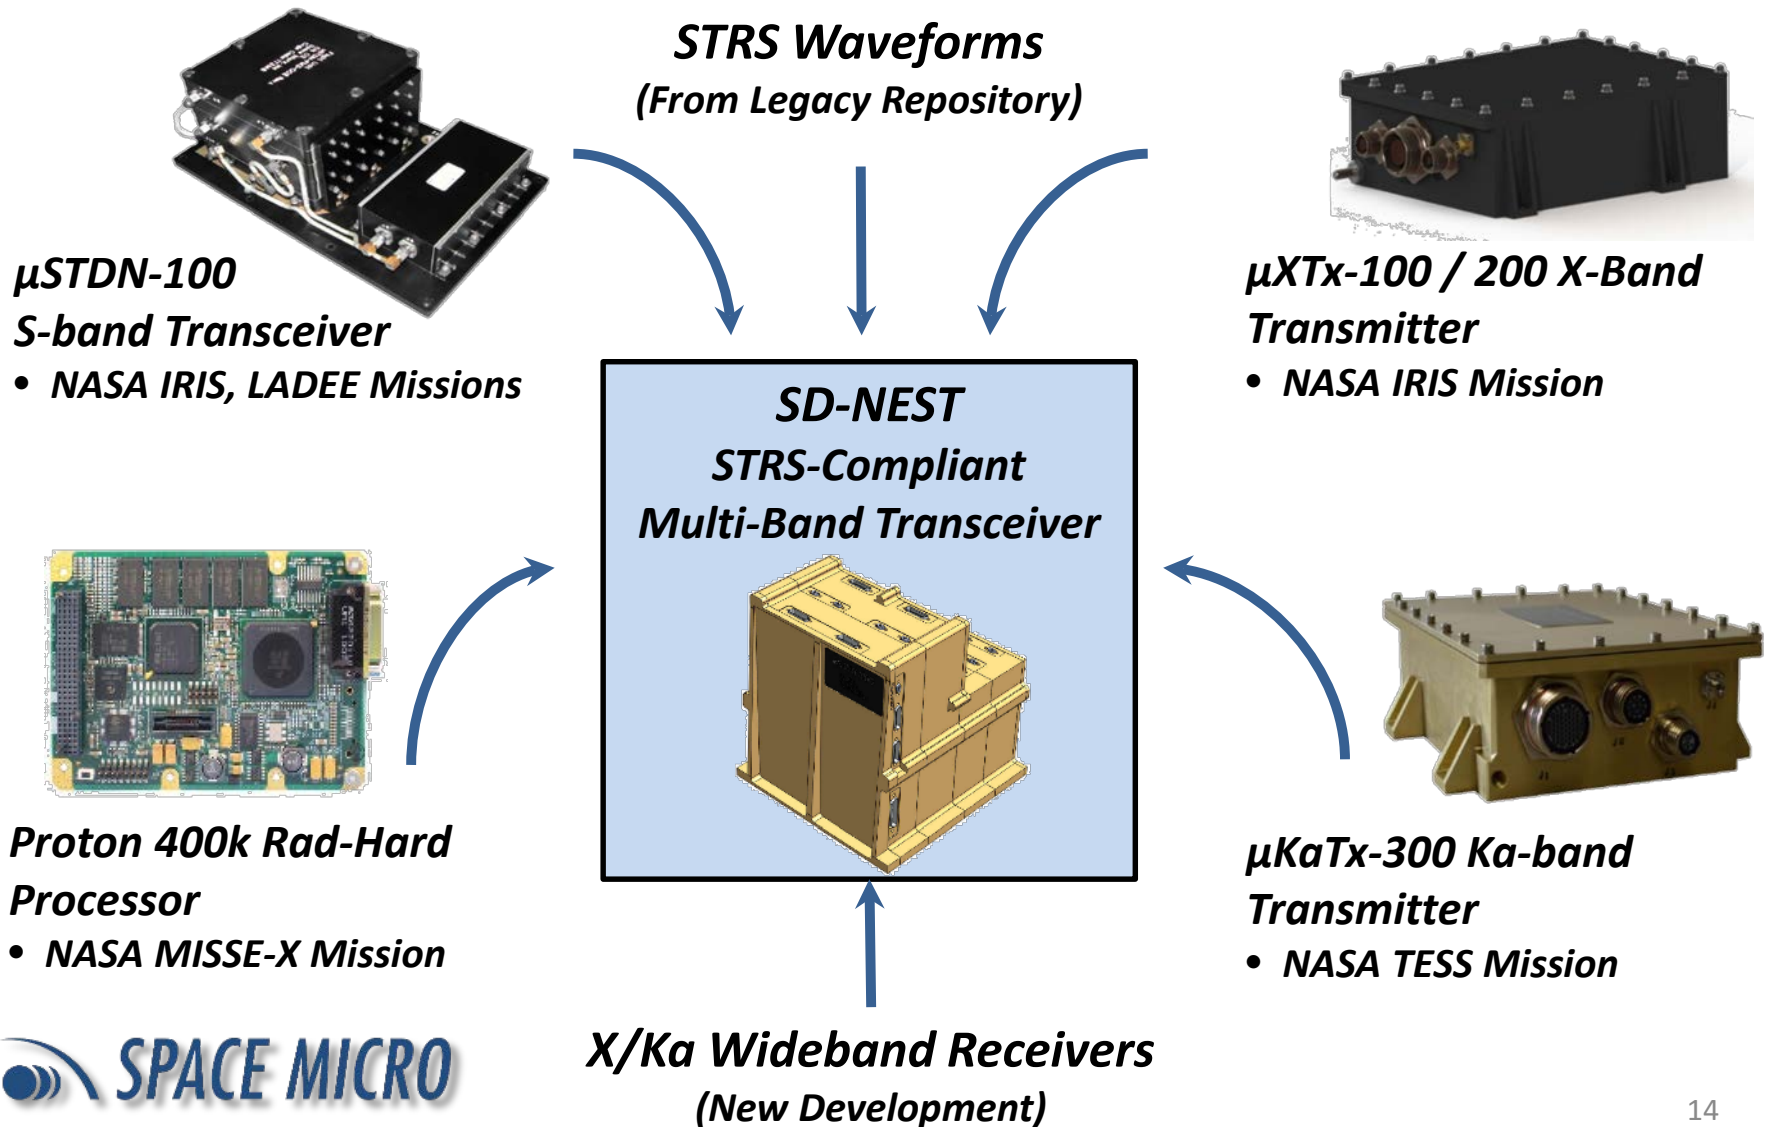 STRS Waveforms
(From Legacy Repository)
µSTDN-100
S-band Transceiver
• NASA IRIS, LADEE Missions
µXTx-100 / 200 X-Band
Transmitter
• NASA IRIS Mission
SD-NEST
STRS-Compliant
Multi-Band Transceiver
Proton 400k Rad-Hard
Processor
• NASA MISSE-X Mission
µKaTx-300 Ka-band
Transmitter
• NASA TESS Mission
J1
X/Ka Wideband Receivers
(New Development)
SPACE MICRO
14